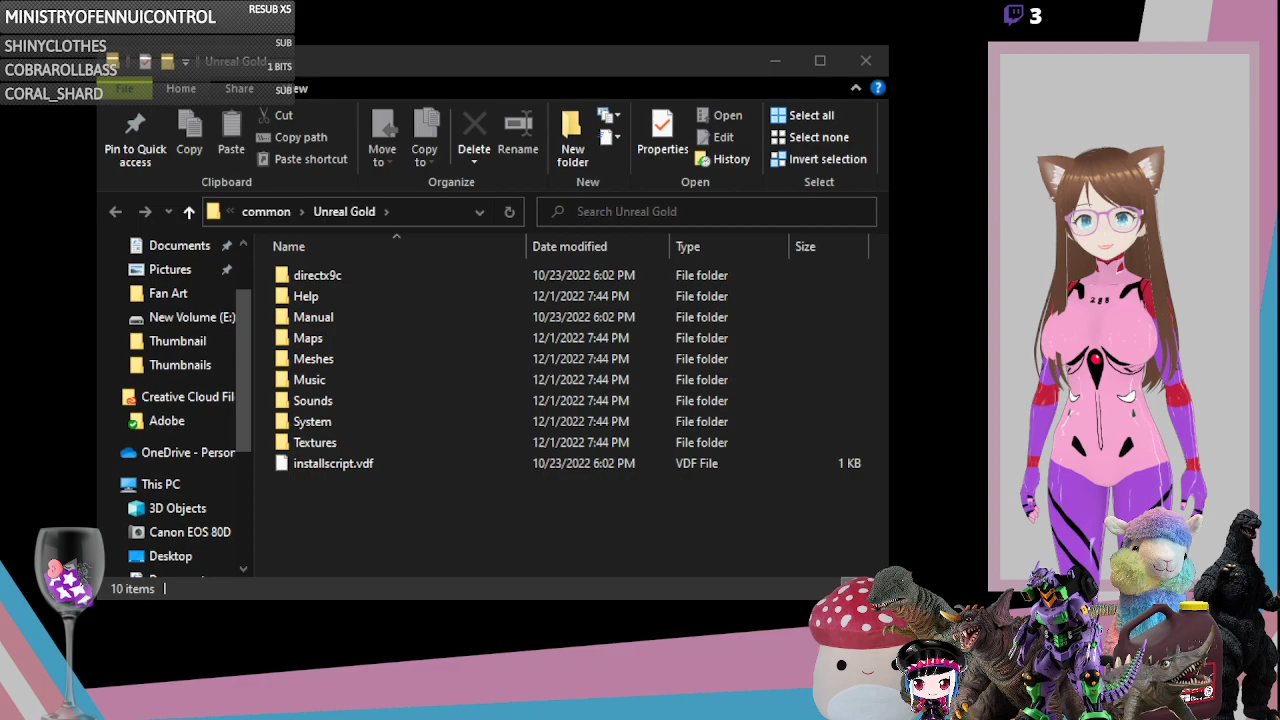 MINISTRYOFENNUICONTROL RESUB X5
SHINYCLOTHES SUB
COBRAROLLBASS 1 BITS
CORAL_SHARD SUB
Unreal Gold
File Home Share ew
Pin to Quick access
Copy
Paste
Cut
Copy path
Paste shortcut
Clipboard
Move to
Copy to
Delete
Rename
Organize
New folder
New
Properties
Open
Edit
History
Open
Select all
Select none
Invert selection
Select
common > Unreal Gold >
Search Unreal Gold
Documents
Pictures
Fan Art
New Volume (E:)
Thumbnail
Thumbnails
Creative Cloud Fil
Adobe
OneDrive - Person
This PC
3D Objects
Canon EOS 80D
Desktop
Name Date modified Type Size
directx9c 10/23/2022 6:02 PM File folder
Help 12/1/2022 7:44 PM File folder
Manual 10/23/2022 6:02 PM File folder
Maps 12/1/2022 7:44 PM File folder
Meshes 12/1/2022 7:44 PM File folder
Music 12/1/2022 7:44 PM File folder
Sounds 12/1/2022 7:44 PM File folder
System 12/1/2022 7:44 PM File folder
Textures 12/1/2022 7:44 PM File folder
installscript.vdf 10/23/2022 6:02 PM VDF File 1 KB
10 items
3